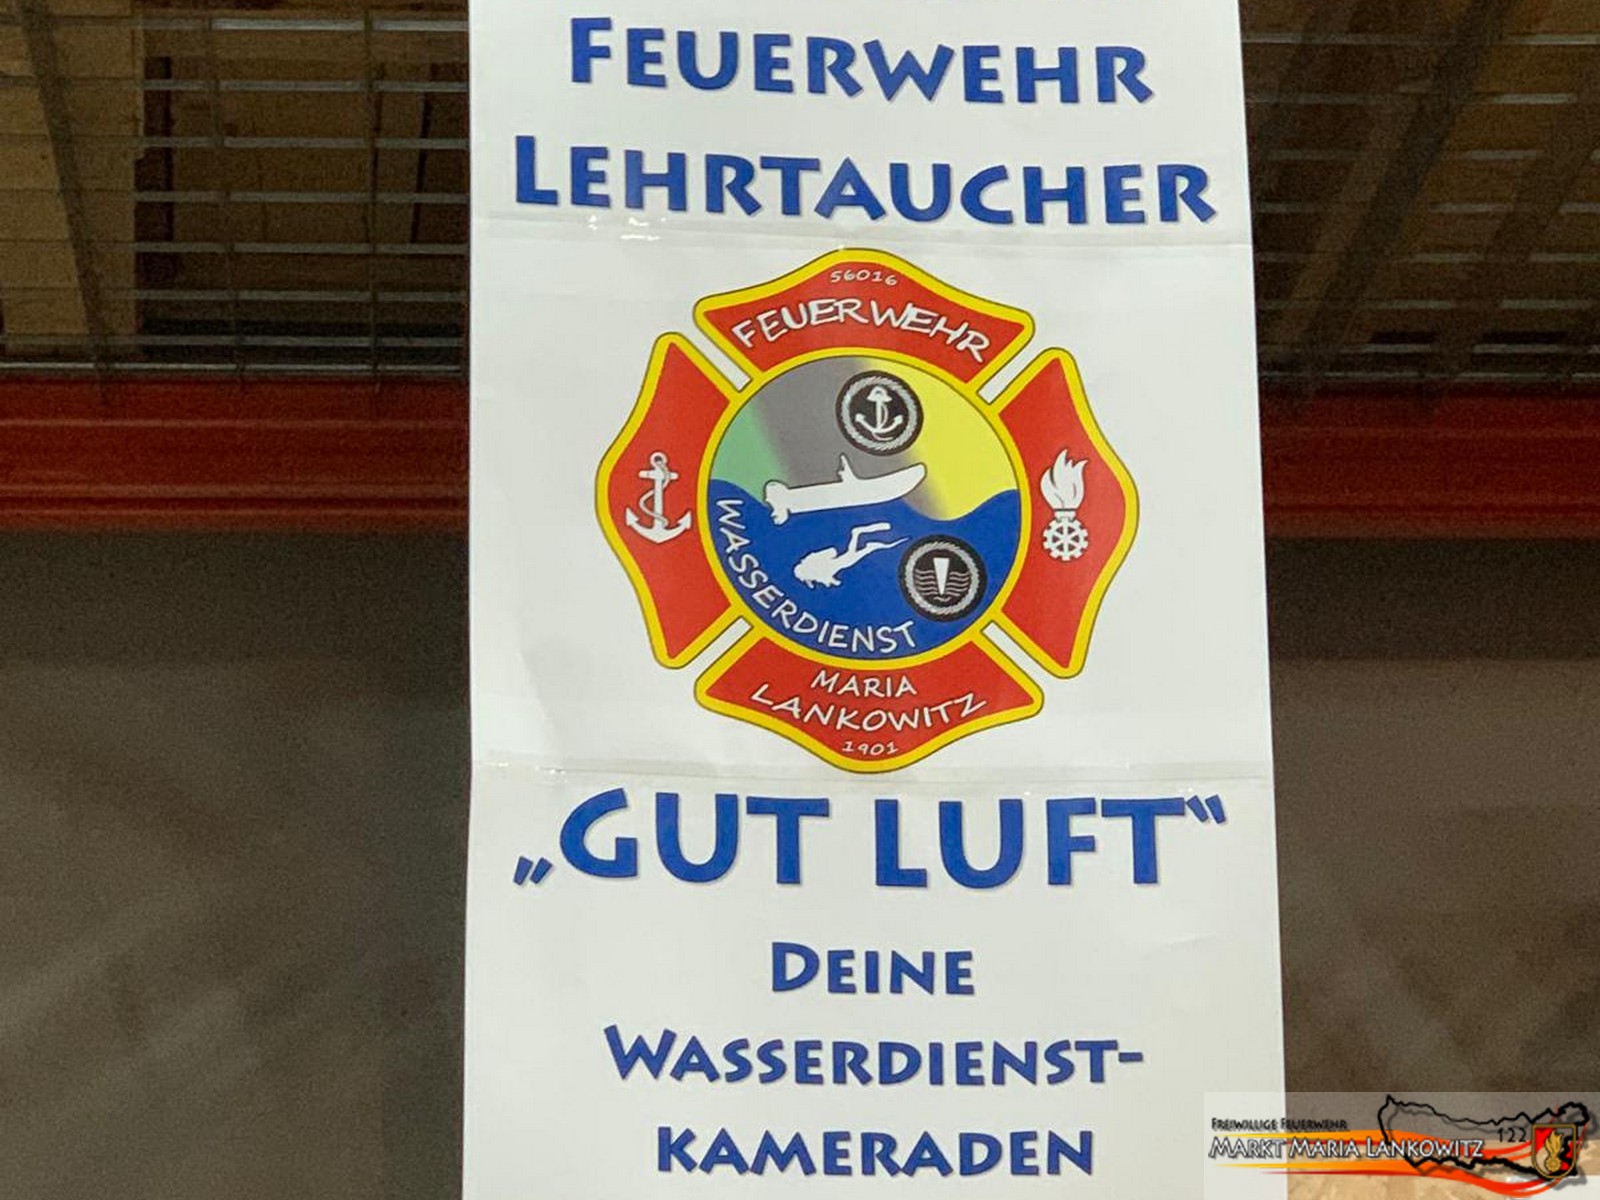 FEUERWEHR
LEHRTAUCHER
56016
FEUERWEHR
WASSERDIENST
MARIA
LANKOWITZ
1901
„GUT LUFT“
DEINE
WASSERDIENST-
KAMERADEN
FREIWILLIGE FEUERWEHR
MARKT MARIA LANKOWITZ
122